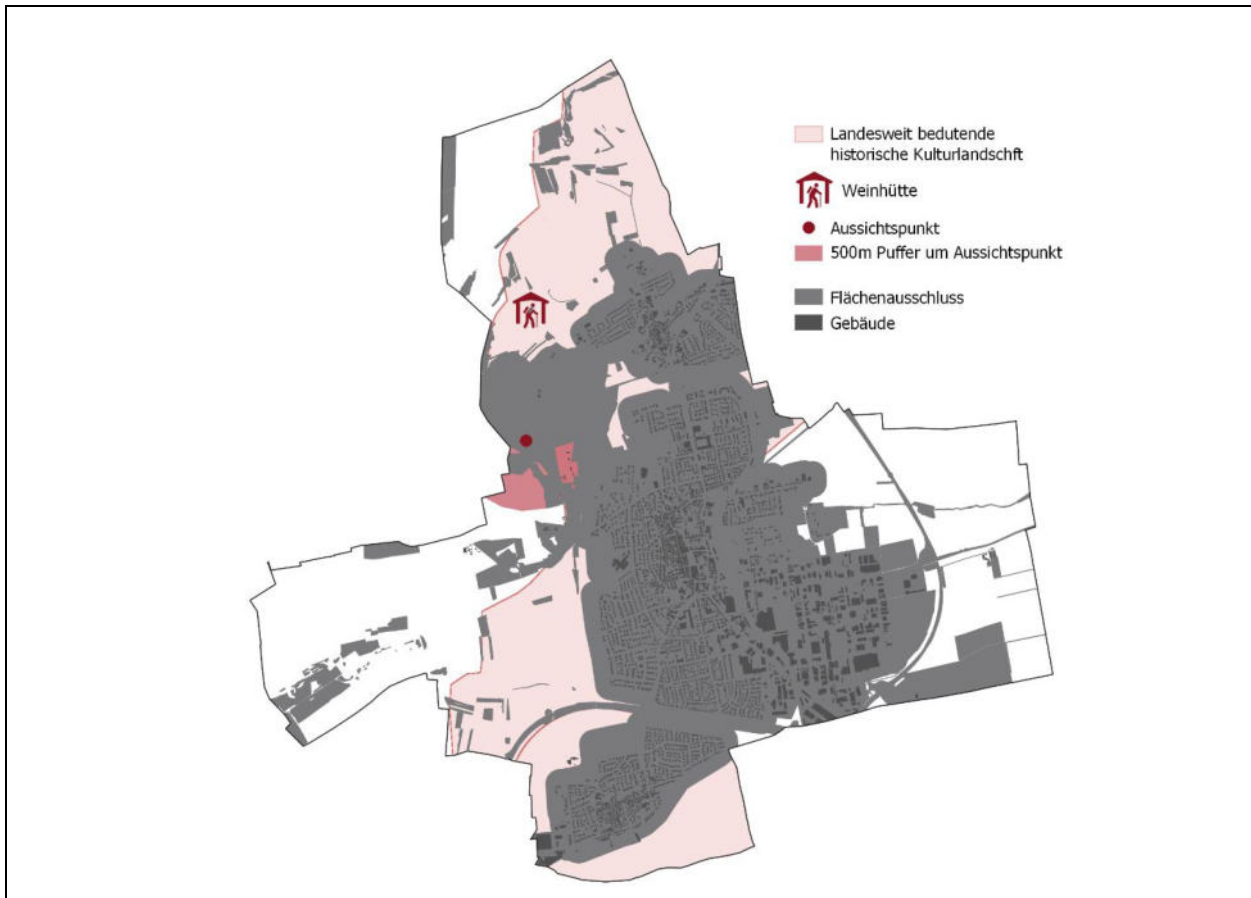 Landesweit bedutende
historische Kulturlandschft
Weinhütte
Aussichtspunkt
500m Puffer um Aussichtspunkt
Flächenausschluss
Gebäude